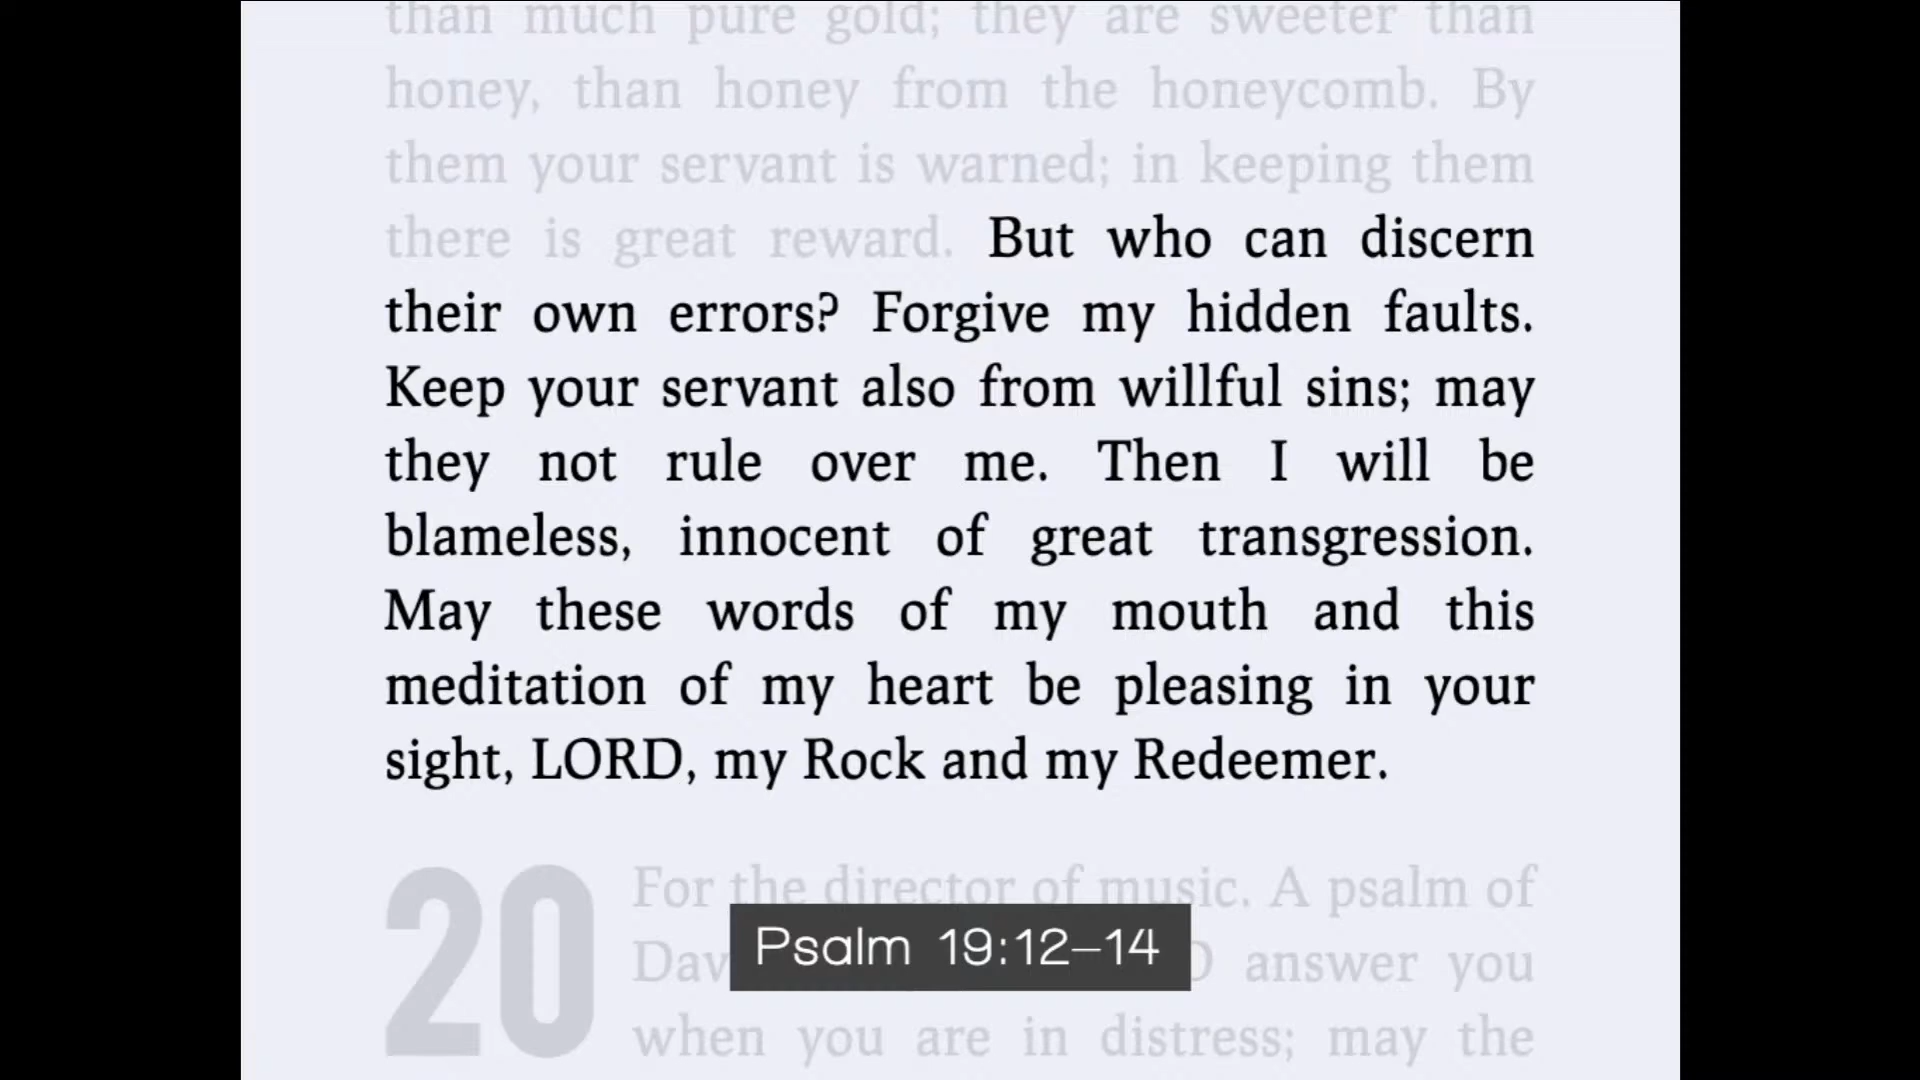 than much pure gold; they are sweeter than
honey, than honey from the honeycomb. By
them your servant is warned; in keeping them
there is great reward. But who can discern
their own errors? Forgive my hidden faults.
Keep your servant also from willful sins; may
they not rule over me. Then I will be
blameless, innocent of great transgression.
May these words of my mouth and this
meditation of my heart be pleasing in your
sight, LORD, my Rock and my Redeemer.
20
For the director of music. A psalm of
answer you
when you are in distress; may the
Psalm 19:12–14